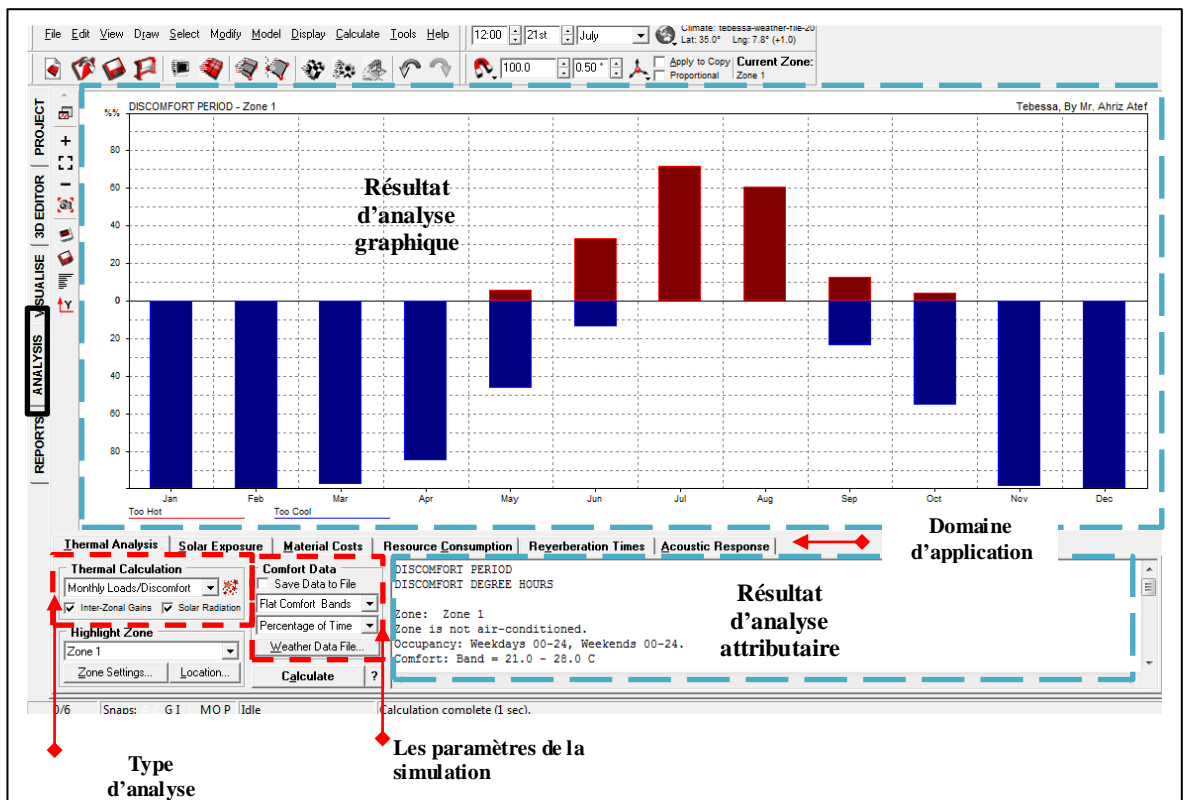 File Edit View Draw Select Modify Model Display Calculate Tools Help
12:00 21st July
Climate: tebessa-weather-file-20
Lat: 35.0° Lng: 7.8° (+1.0)
100.0 0.50 °
Apply to Copy
Proportional
Current Zone:
Zone 1
PROJECT
3D EDITOR
VISUALISE
ANALYSIS
REPORTS
%% DISCOMFORT PERIOD - Zone 1
Tebessa, By Mr. Ahriz Atef
80
60
40
20
0
20
40
60
80
Résultat
d'analyse
graphique
Jan Feb Mar Apr May Jun Jul Aug Sep Oct Nov Dec
Too Hot Too Cool
Domaine
d'application
Thermal Analysis Solar Exposure Material Costs Resource Consumption Reverberation Times Acoustic Response
Thermal Calculation
Monthly Loads/Discomfort
Inter-Zonal Gains Solar Radiation
Highlight Zone
Zone 1
Zone Settings... Location...
Comfort Data
Save Data to File
Flat Comfort Bands
Percentage of Time
Weather Data File...
Calculate ?
DISCOMFORT PERIOD
DISCOMFORT DEGREE HOURS
Zone: Zone 1
Zone is not air-conditioned.
Occupancy: Weekdays 00-24, Weekends 00-24.
Comfort: Band = 21.0 - 28.0 C
Résultat
d'analyse
attributaire
0/6 Snaps: G I M O P Idle Calculation complete (1 sec).
Les paramètres de la
simulation
Type
d'analyse